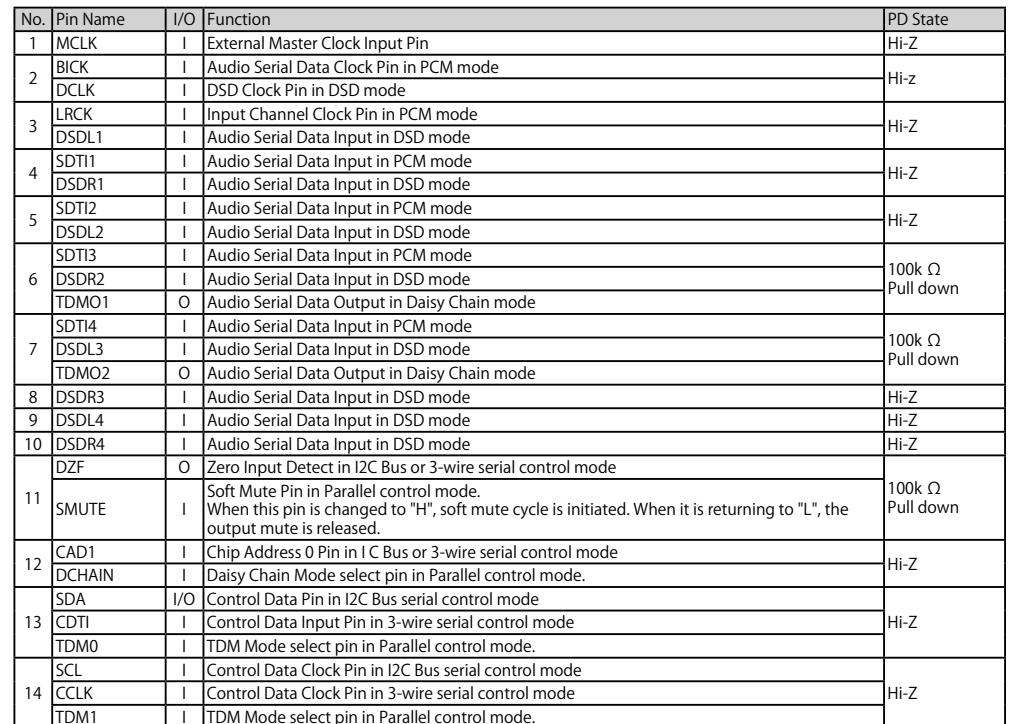 No. Pin Name I/O Function PD State
1 MCLK I External Master Clock Input Pin Hi-Z
2 BICK I Audio Serial Data Clock Pin in PCM mode Hi-z
DCLK I DSD Clock Pin in DSD mode
3 LRCK I Input Channel Clock Pin in PCM mode Hi-Z
DSDL1 I Audio Serial Data Input in DSD mode
4 SDTI1 I Audio Serial Data Input in PCM mode Hi-Z
DSDR1 I Audio Serial Data Input in DSD mode
5 SDTI2 I Audio Serial Data Input in PCM mode Hi-Z
DSDL2 I Audio Serial Data Input in DSD mode
6 SDTI3 I Audio Serial Data Input in PCM mode 100k Ω
DSDR2 I Audio Serial Data Input in DSD mode Pull down
TDMO1 O Audio Serial Data Output in Daisy Chain mode
7 SDTI4 I Audio Serial Data Input in PCM mode 100k Ω
DSDL3 I Audio Serial Data Input in DSD mode Pull down
TDMO2 O Audio Serial Data Output in Daisy Chain mode
8 DSDR3 I Audio Serial Data Input in DSD mode Hi-Z
9 DSDL4 I Audio Serial Data Input in DSD mode Hi-Z
10 DSDR4 I Audio Serial Data Input in DSD mode Hi-Z
11 DZF O Zero Input Detect in I2C Bus or 3-wire serial control mode 100k Ω
Soft Mute Pin in Parallel control mode. Pull down
SMUTE I When this pin is changed to "H", soft mute cycle is initiated. When it is returning to "L", the
output mute is released.
12 CAD1 I Chip Address 0 Pin in I C Bus or 3-wire serial control mode Hi-Z
DCHAIN I Daisy Chain Mode select pin in Parallel control mode.
13 SDA I/O Control Data Pin in I2C Bus serial control mode Hi-Z
CDTI I Control Data Input Pin in 3-wire serial control mode
TDM0 I TDM Mode select pin in Parallel control mode.
14 SCL I Control Data Clock Pin in I2C Bus serial control mode Hi-Z
CCLK I Control Data Clock Pin in 3-wire serial control mode
TDM1 I TDM Mode select pin in Parallel control mode.